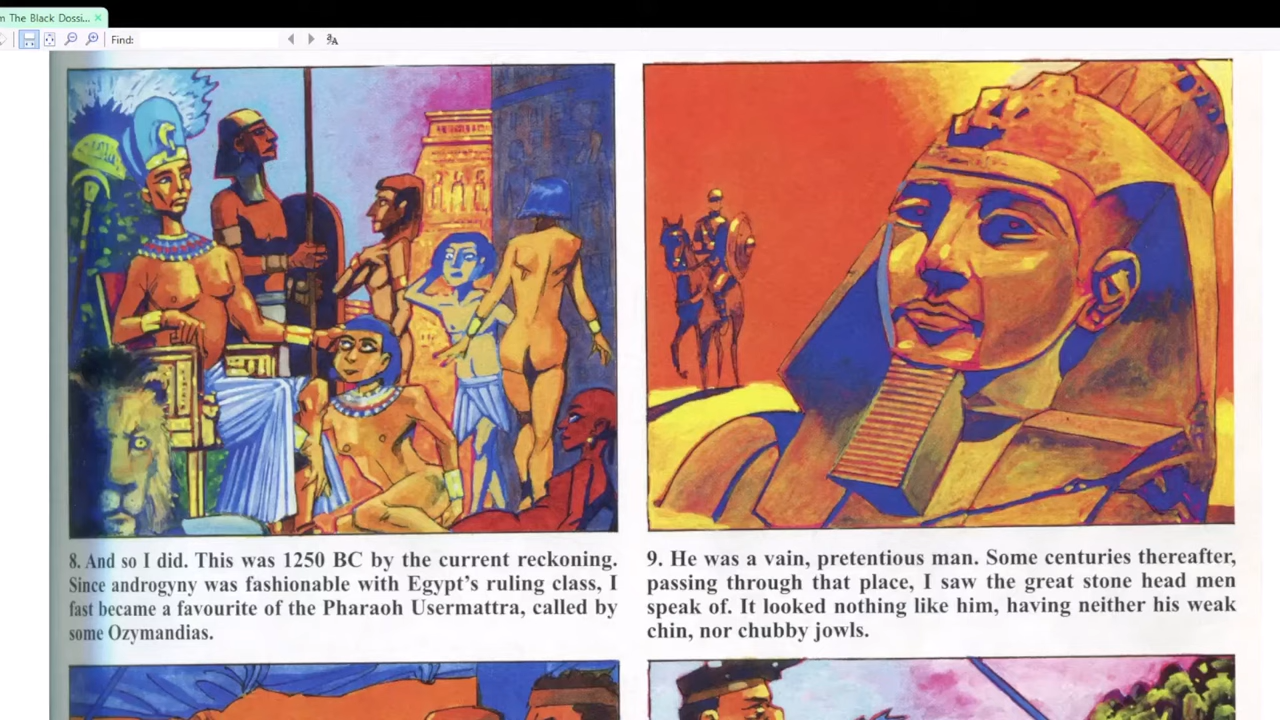 m The Black Dossi...
Find:
8. And so I did. This was 1250 BC by the current reckoning.
Since androgyny was fashionable with Egypt's ruling class, I
fast became a favourite of the Pharaoh Usermattra, called by
some Ozymandias.
9. He was a vain, pretentious man. Some centuries thereafter,
passing through that place, I saw the great stone head men
speak of. It looked nothing like him, having neither his weak
chin, nor chubby jowls.